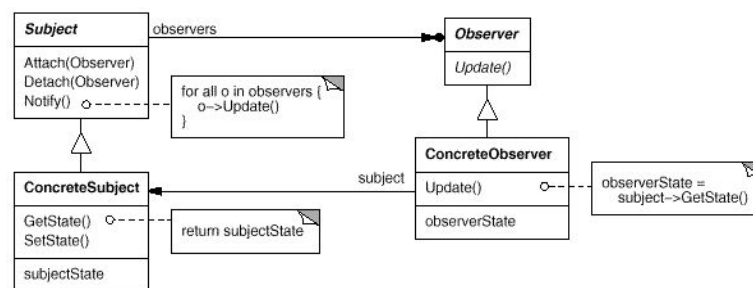 Subject
observers
Observer
Attach(Observer)
Detach(Observer)
Notify()
for all o in observers {
o->Update()
}
Update()
ConcreteSubject
GetState()
SetState()
subjectState
return subjectState
subject
ConcreteObserver
Update()
observerState
observerState =
subject->GetState()